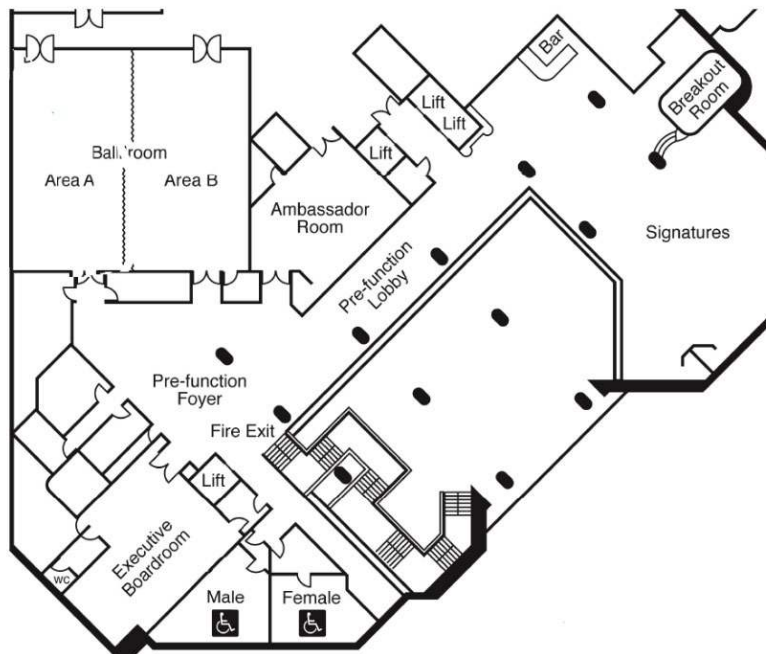 Bar
Breakout
Room
Lift
Lift
Lift
Ballroom
Area A
Area B
Ambassador
Room
Signatures
Pre-function
Lobby
Pre-function
Foyer
Fire Exit
Lift
Executive
Boardroom
WC
Male
Female